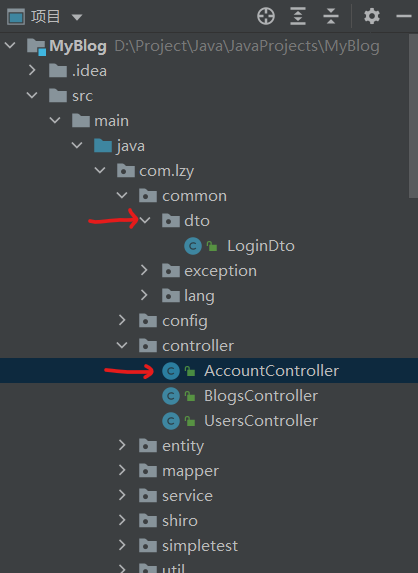 项目
MyBlog D:\Project\Java\JavaProjects\MyBlog
.idea
src
main
java
com.lzy
common
dto
LoginDto
exception
lang
config
controller
AccountController
BlogsController
UsersController
entity
mapper
service
shiro
simpletest
util